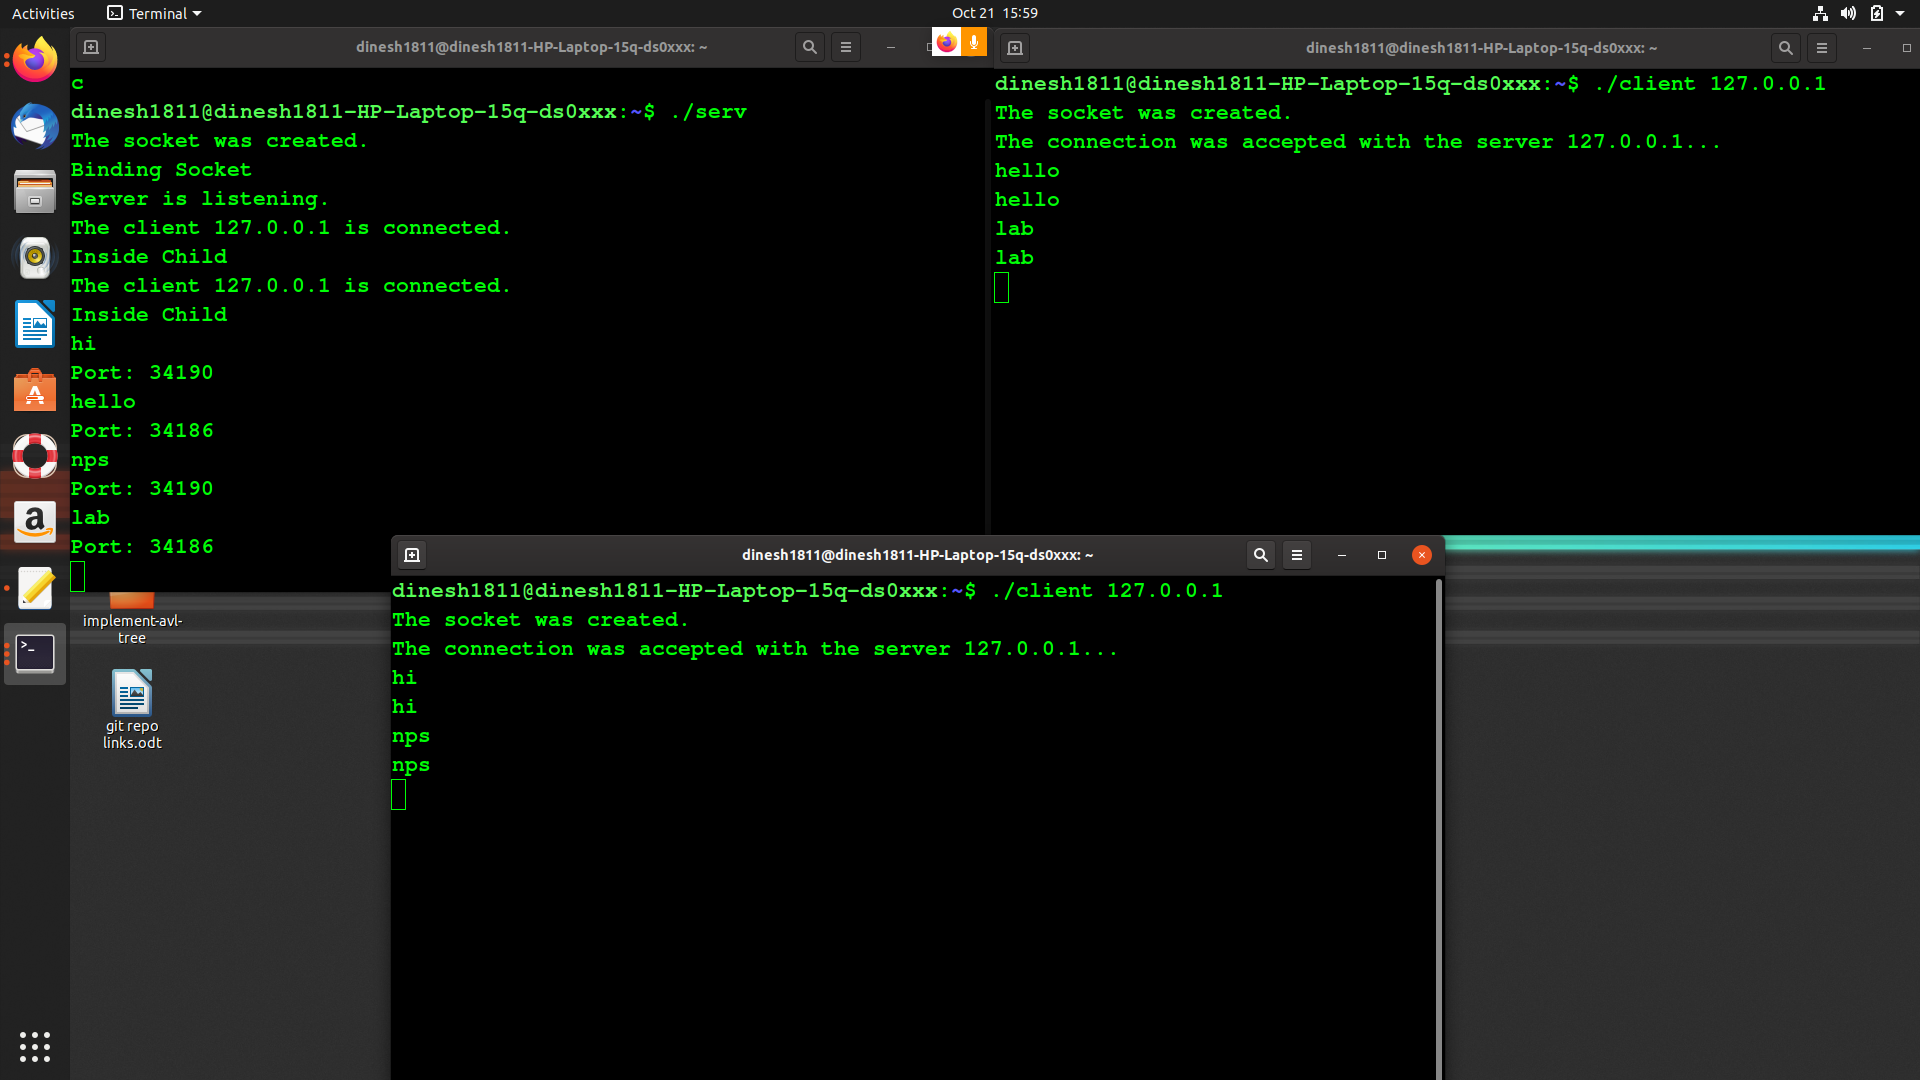 Activities
Terminal
Oct 21 15:59
dinesh1811@dinesh1811-HP-Laptop-15q-ds0xxx: ~
c
dinesh1811@dinesh1811-HP-Laptop-15q-ds0xxx:~$ ./serv
The socket was created.
Binding Socket
Server is listening.
The client 127.0.0.1 is connected.
Inside Child
The client 127.0.0.1 is connected.
Inside Child
hi
Port: 34190
hello
Port: 34186
nps
Port: 34190
lab
Port: 34186
dinesh1811@dinesh1811-HP-Laptop-15q-ds0xxx: ~
dinesh1811@dinesh1811-HP-Laptop-15q-ds0xxx:~$ ./client 127.0.0.1
The socket was created.
The connection was accepted with the server 127.0.0.1...
hello
hello
lab
lab
dinesh1811@dinesh1811-HP-Laptop-15q-ds0xxx: ~
dinesh1811@dinesh1811-HP-Laptop-15q-ds0xxx:~$ ./client 127.0.0.1
The socket was created.
The connection was accepted with the server 127.0.0.1...
hi
hi
nps
nps
implement-avl-
tree
git repo
links.odt